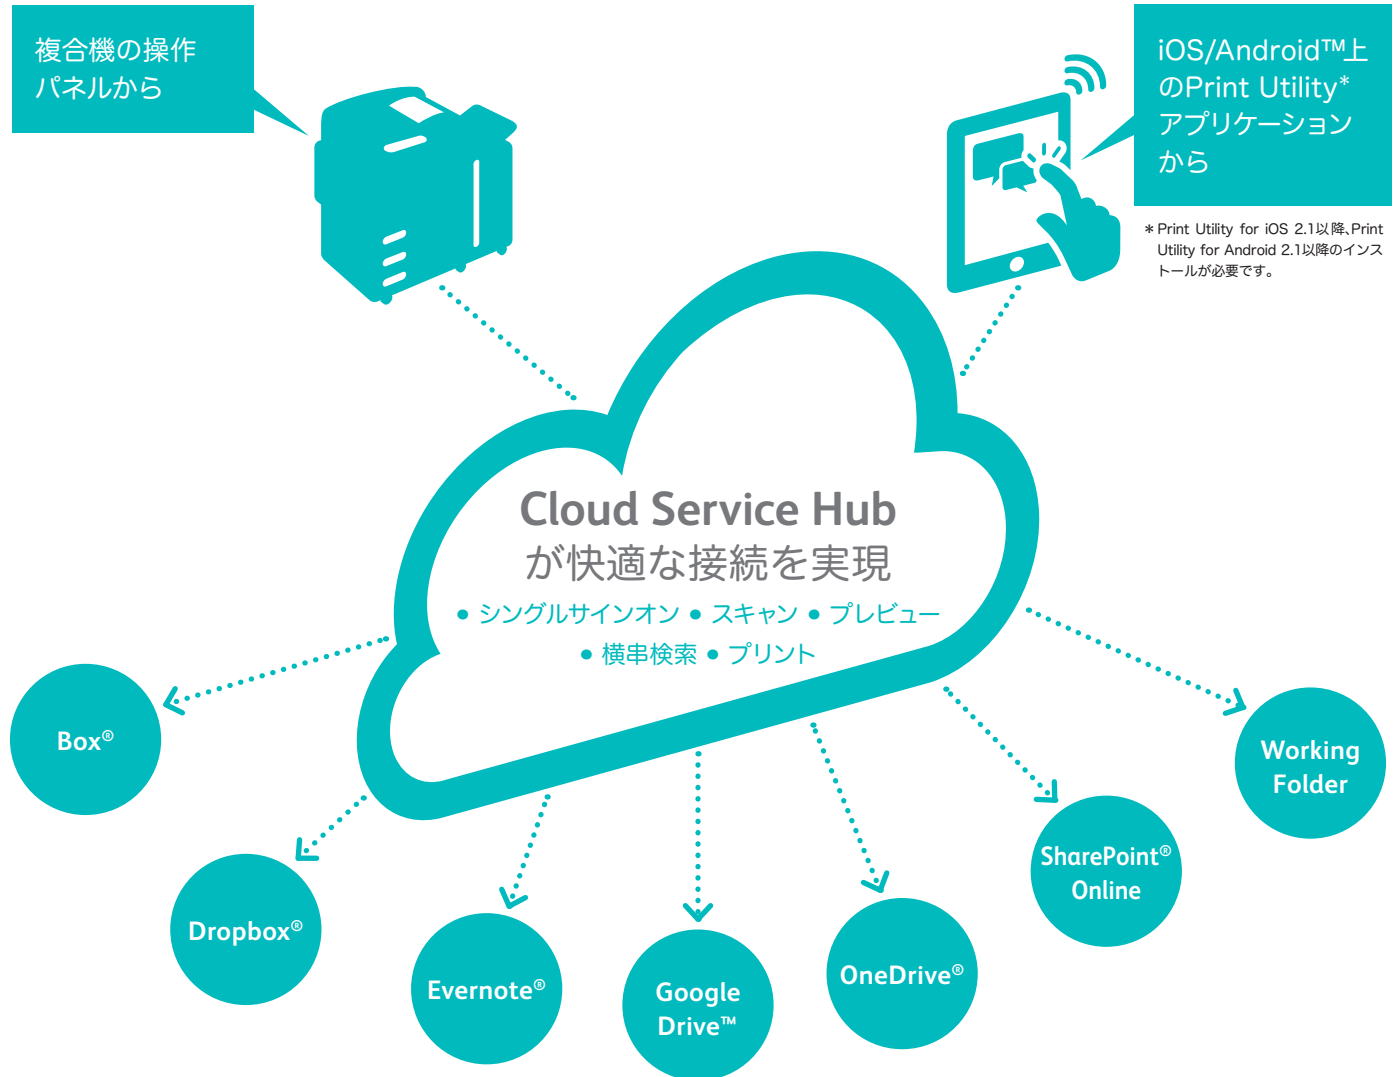 複合機の操作
パネルから
iOS/Android™上
のPrint Utility*
アプリケーション
から
* Print Utility for iOS 2.1以降、Print
Utility for Android 2.1以降のインス
トールが必要です。
Cloud Service Hub
が快適な接続を実現
● シングルサインオン ● スキャン ● プレビュー
● 横串検索 ● プリント
Box®
Dropbox®
Evernote®
Google
Drive™
OneDrive®
SharePoint®
Online
Working
Folder